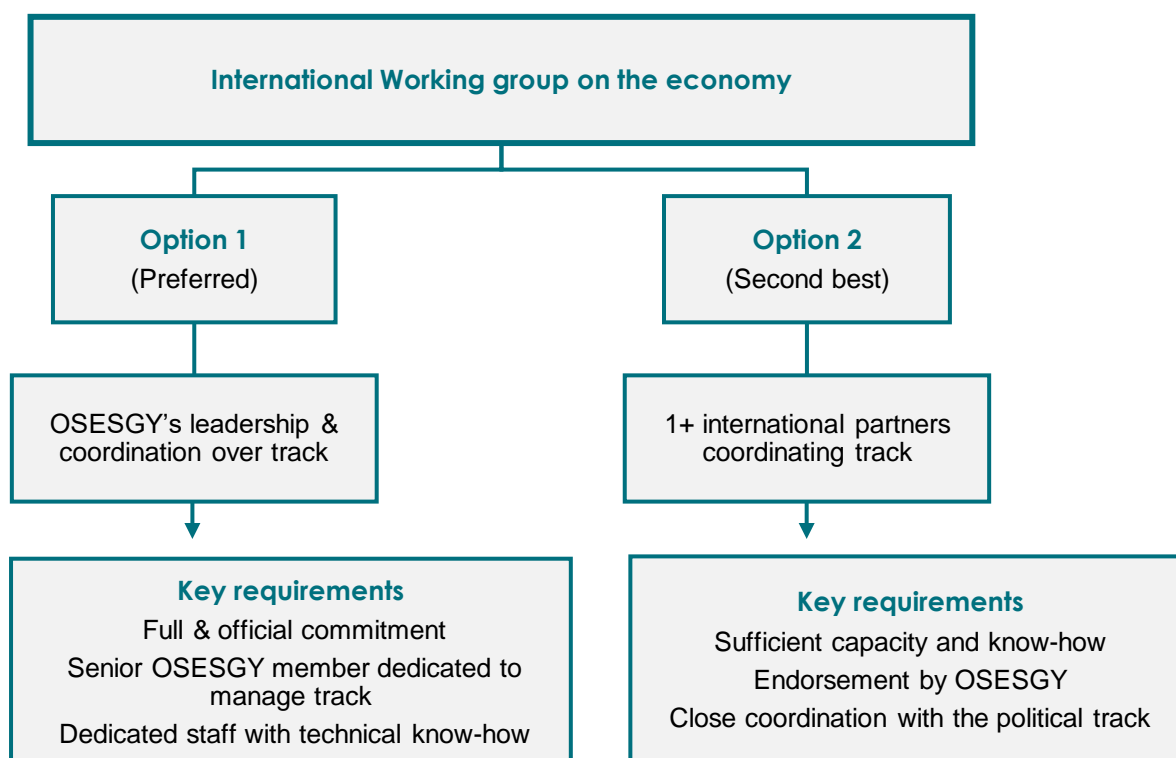 International Working group on the economy
Option 1
(Preferred)
Option 2
(Second best)
OSESGY’s leadership &
coordination over track
1+ international partners
coordinating track
Key requirements
Full & official commitment
Senior OSESGY member dedicated to
manage track
Dedicated staff with technical know-how
Key requirements
Sufficient capacity and know-how
Endorsement by OSESGY
Close coordination with the political track